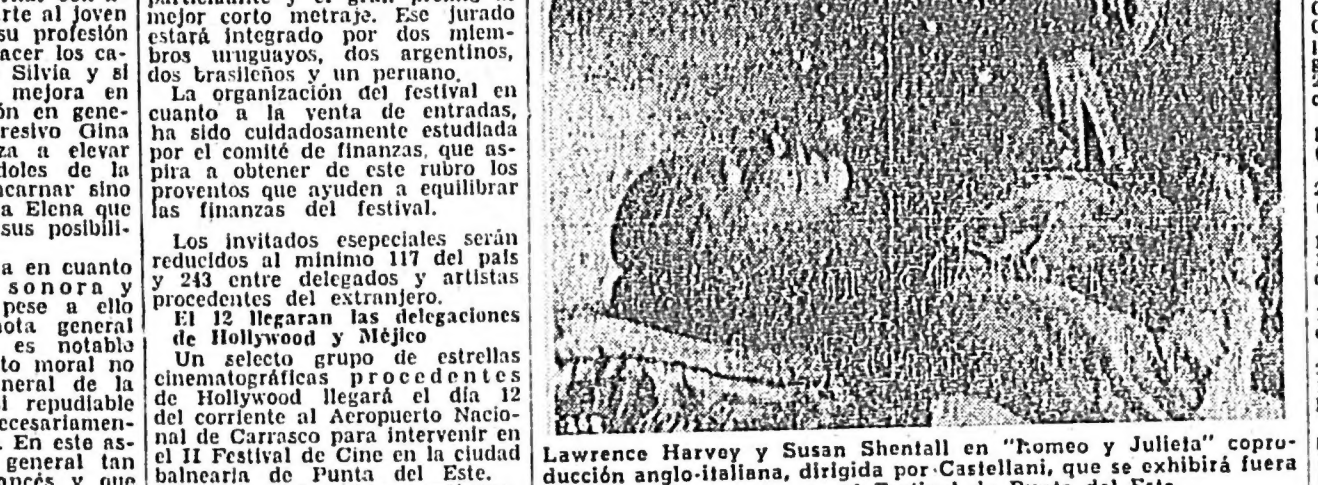 rte al joven
su profesión
acer los ca-
Silvia y si
mejora en
ón en gene-
resivo Gina
za a elevar
doles de la
ncarnar sino
a Elena que
sus posibili-
a en cuanto
sonora y
pese a ello
nota general
es notable
to moral no
neral de la
i repudiable
ecesariamen-
. En este as-
general tan
ancés y que
mejor corto metraje. Ese jurado
estará integrado por dos miem-
bros uruguayos, dos argentinos,
dos brasileños y un peruano.
La organización del festival en
cuanto a la venta de entradas,
ha sido cuidadosamente estudiada
por el comité de finanzas, que as-
pira a obtener de este rubro los
proventos que ayuden a equilibrar
las finanzas del festival.
Los invitados esepeciales serán
reducidos al mínimo 117 del país
y 243 entre delegados y artistas
procedentes del extranjero.
El 12 llegaran las delegaciones
de Hollywood y Méjico
Un selecto grupo de estrellas
cinematográficas procedentes
de Hollywood llegará el día 12
del corriente al Aeropuerto Nacio-
nal de Carrasco para intervenir en
el II Festival de Cine en la ciudad
balnearia de Punta del Este.
Lawrence Harvey y Susan Shentall en "Romeo y Julieta" copro-
ducción anglo-italiana, dirigida por Castellani, que se exhibirá fuera